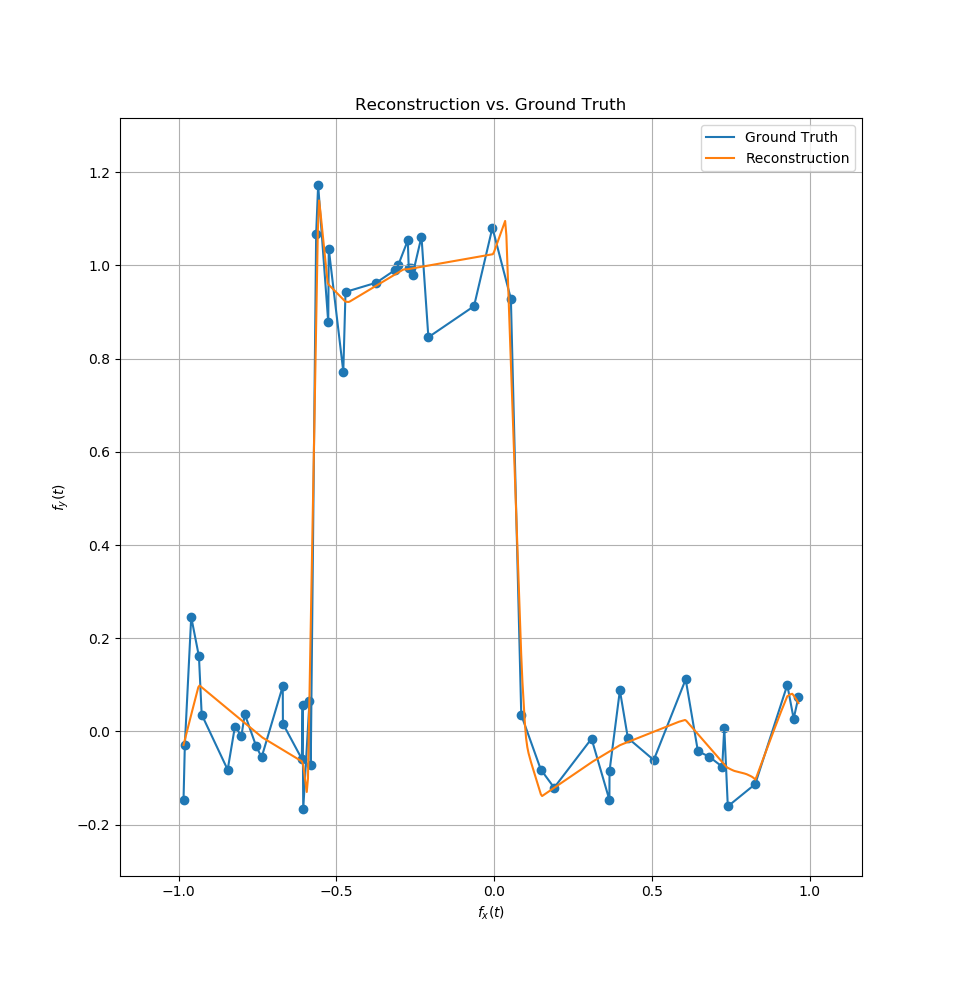 Reconstruction vs. Ground Truth
Ground Truth
Reconstruction
1.2
1.0
0.8
0.6
0.4
0.2
0.0
−0.2
−1.0
−0.5
0.0
0.5
1.0
f_x(t)
f_y(t)